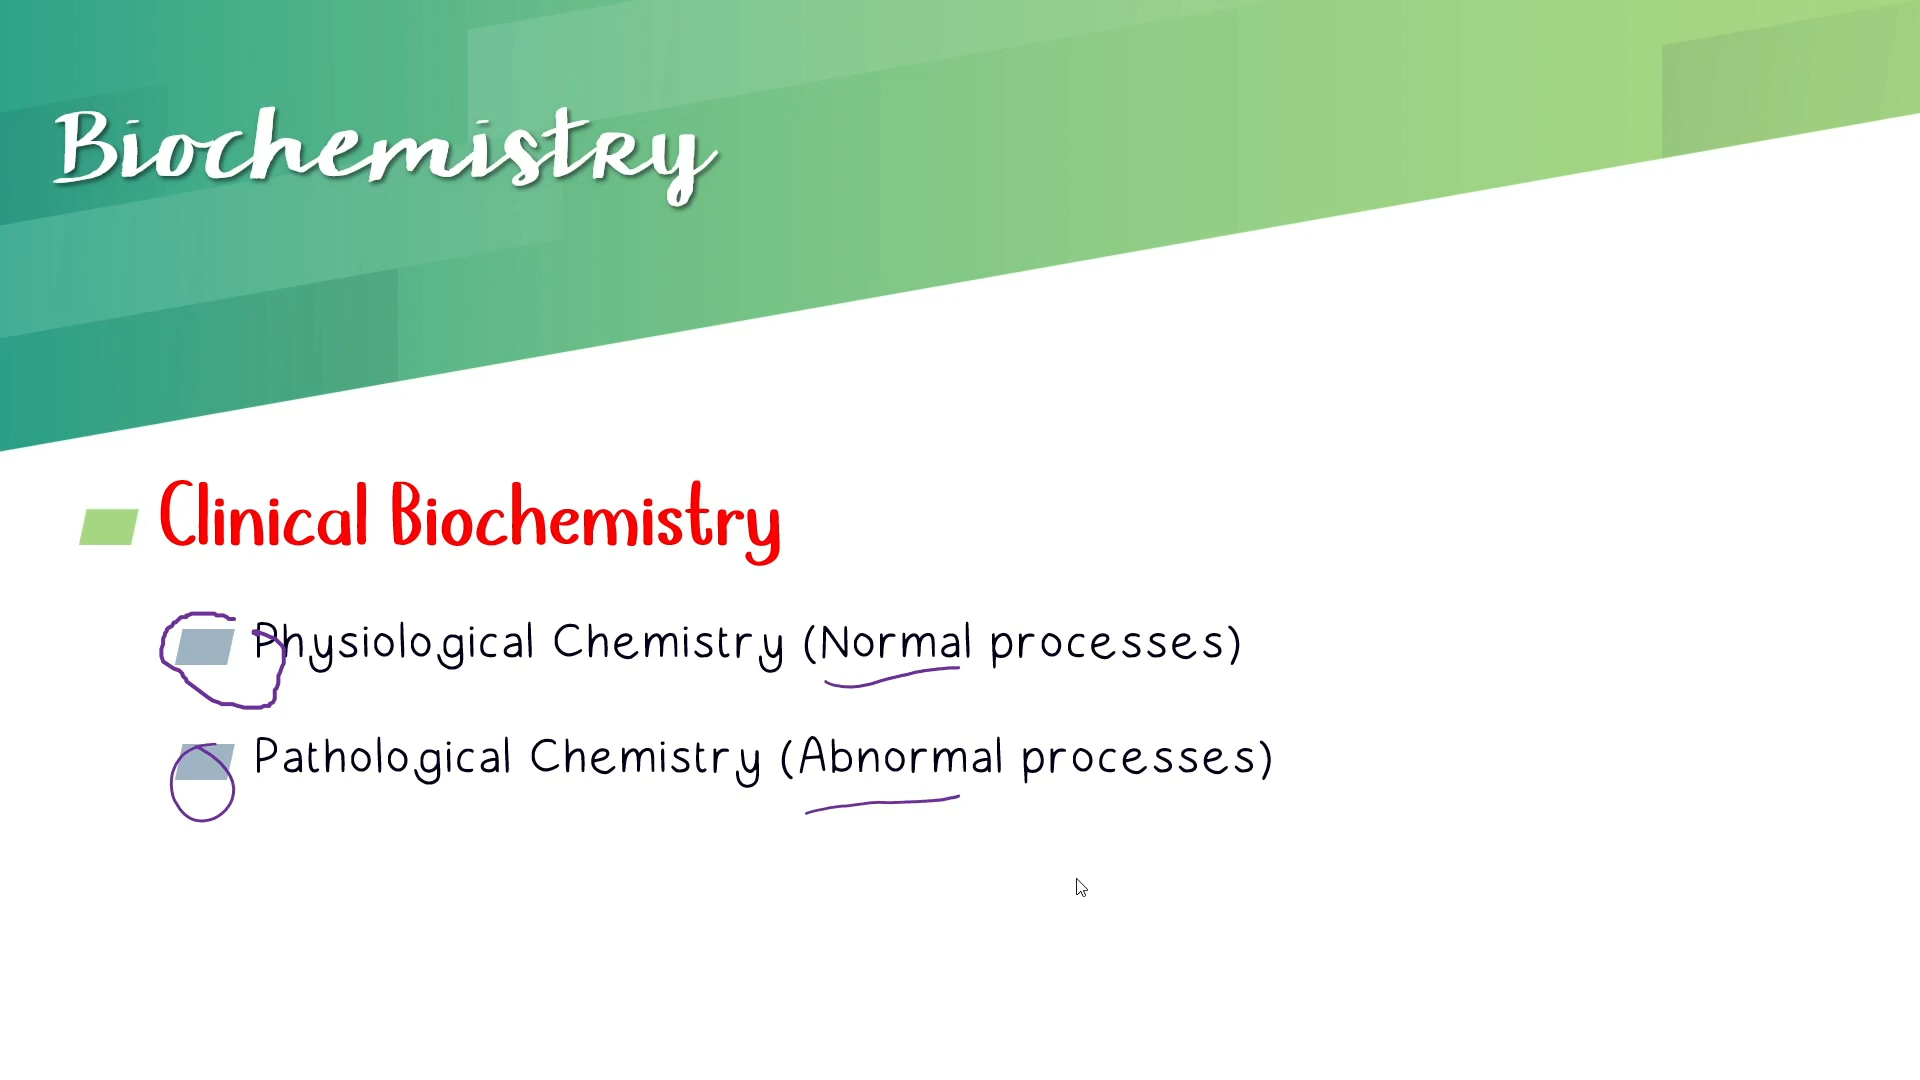 Biochemistry
Clinical Biochemistry
Physiological Chemistry (Normal processes)
Pathological Chemistry (Abnormal processes)